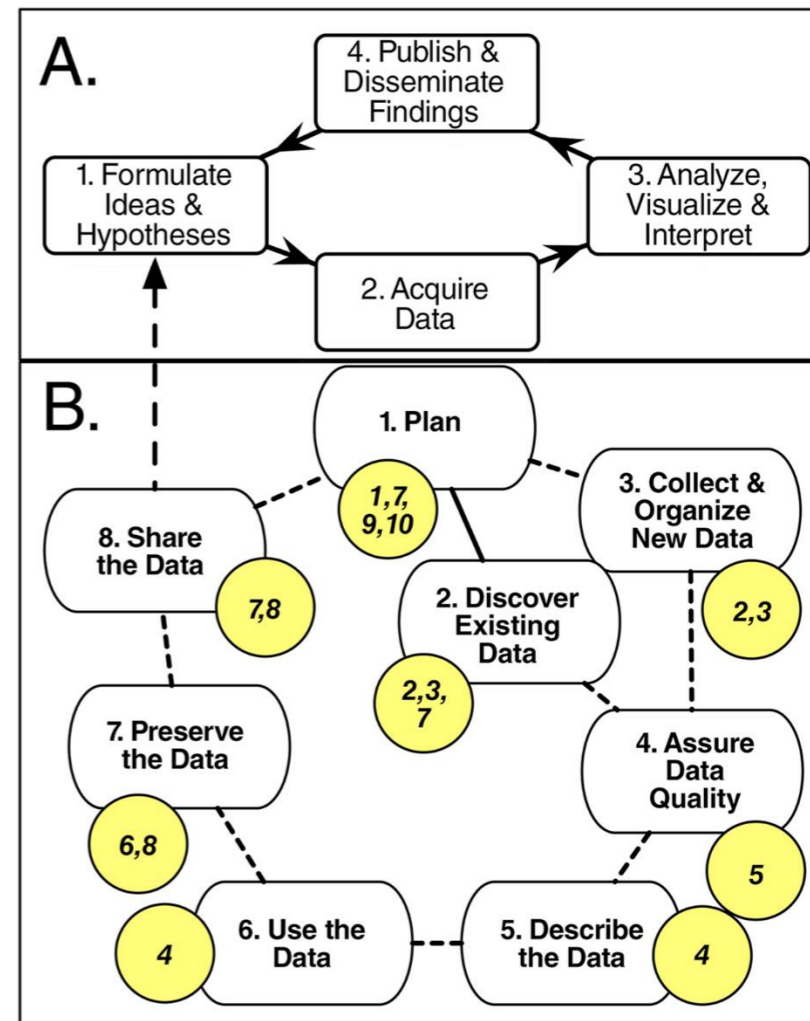 A.
4. Publish &
Disseminate
Findings
1. Formulate
Ideas &
Hypotheses
3. Analyze,
Visualize &
Interpret
2. Acquire
Data
B.
1. Plan
1,7,
9,10
3. Collect &
Organize
New Data
2,3
8. Share
the Data
7,8
2. Discover
Existing
Data
2,3,
7
7. Preserve
the Data
6,8
4. Assure
Data
Quality
5
6. Use the
Data
4
5. Describe
the Data
4